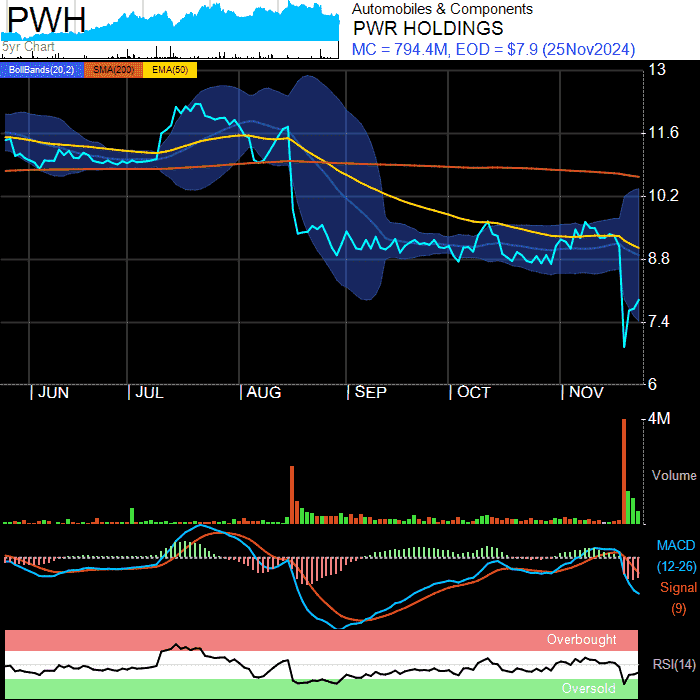 PWH
5yr Chart
Automobiles & Components
PWR HOLDINGS
MC = 794.4M, EOD = $7.9 (25Nov2024)
BollBands(20,2) SMA(200) EMA(50)
13
11.6
10.2
8.8
7.4
6
JUN JUL AUG SEP OCT NOV
4M
Volume
MACD
(12-26)
Signal
(9)
Overbought
RSI(14)
Oversold